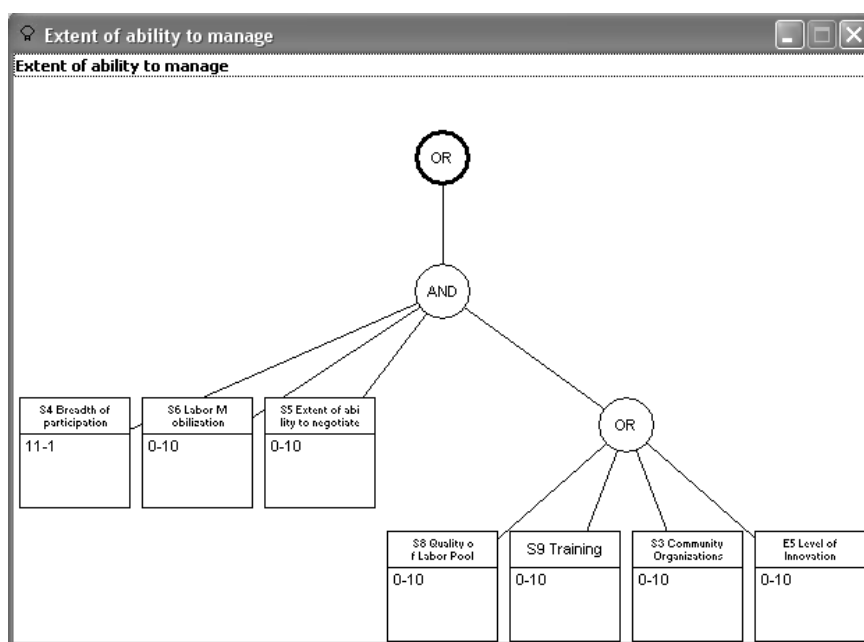 Extent of ability to manage
Extent of ability to manage
OR
AND
S4 Breadth of
participation
11-1
S6 Labor M
obilization
0-10
S5 Extent of abi
lity to negotiate
0-10
OR
S8 Quality o
f Labor Pool
0-10
S9 Training
0-10
S3 Community
Organizations
0-10
E5 Level of
Innovation
0-10